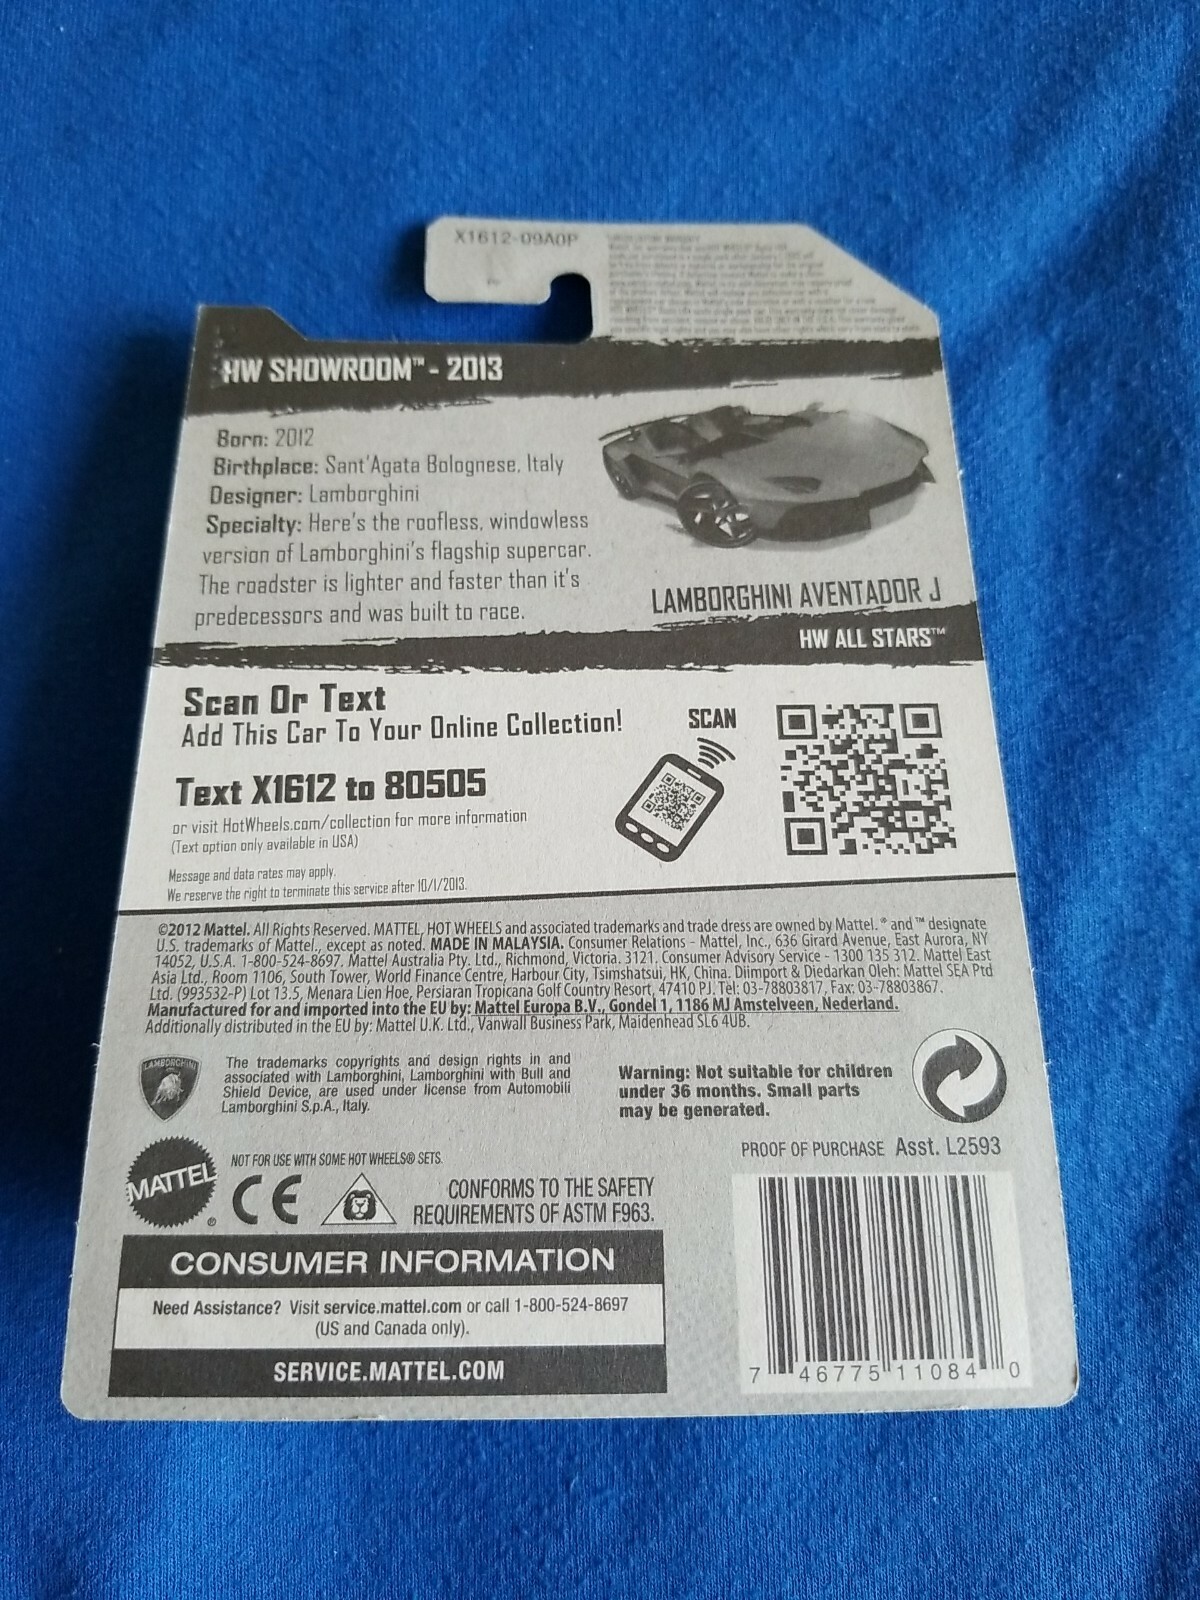 X1612-09A0P
HW SHOWROOM™ - 2013
Born: 2012
Birthplace: Sant'Agata Bolognese, Italy
Designer: Lamborghini
Specialty: Here's the roofless, windowless
version of Lamborghini's flagship supercar.
The roadster is lighter and faster than it's
predecessors and was built to race.
LAMBORGHINI AVENTADOR J
HW ALL STARS™
Scan Or Text
Add This Car To Your Online Collection!
Text X1612 to 80505
or visit HotWheels.com/collection for more information
(Text option only available in USA)
Message and data rates may apply.
We reserve the right to terminate this service after 10/1/2013.
SCAN
©2012 Mattel. All Rights Reserved. MATTEL, HOT WHEELS and associated trademarks and trade dress are owned by Mattel. ® and ™ designate
U.S. trademarks of Mattel., except as noted. MADE IN MALAYSIA. Consumer Relations - Mattel, Inc., 636 Girard Avenue, East Aurora, NY
14052, U.S.A. 1-800-524-8697. Mattel Australia Pty. Ltd., Richmond, Victoria. 3121. Consumer Advisory Service - 1300 135 312. Mattel East
Asia Ltd., Room 1106, South Tower, World Finance Centre, Harbour City, Tsimshatsui, HK, China. Diimport & Diedarkan Oleh: Mattel SEA Ptd
Ltd. (993532-P) Lot 13.5, Menara Lien Hoe, Persiaran Tropicana Golf Country Resort, 47410 PJ. Tel: 03-78803817, Fax: 03-78803867.
Manufactured for and imported into the EU by: Mattel Europa B.V., Gondel 1, 1186 MJ Amstelveen, Nederland.
Additionally distributed in the EU by: Mattel U.K. Ltd., Vanwall Business Park, Maidenhead SL6 4UB.
LAMBORGHINI
The trademarks copyrights and design rights in and
associated with Lamborghini, Lamborghini with Bull and
Shield Device, are used under license from Automobili
Lamborghini S.p.A., Italy.
Warning: Not suitable for children
under 36 months. Small parts
may be generated.
MATTEL®
NOT FOR USE WITH SOME HOT WHEELS® SETS.
CE
CONFORMS TO THE SAFETY
REQUIREMENTS OF ASTM F963.
PROOF OF PURCHASE Asst. L2593
CONSUMER INFORMATION
Need Assistance? Visit service.mattel.com or call 1-800-524-8697
(US and Canada only).
SERVICE.MATTEL.COM
7 46775 11084 0